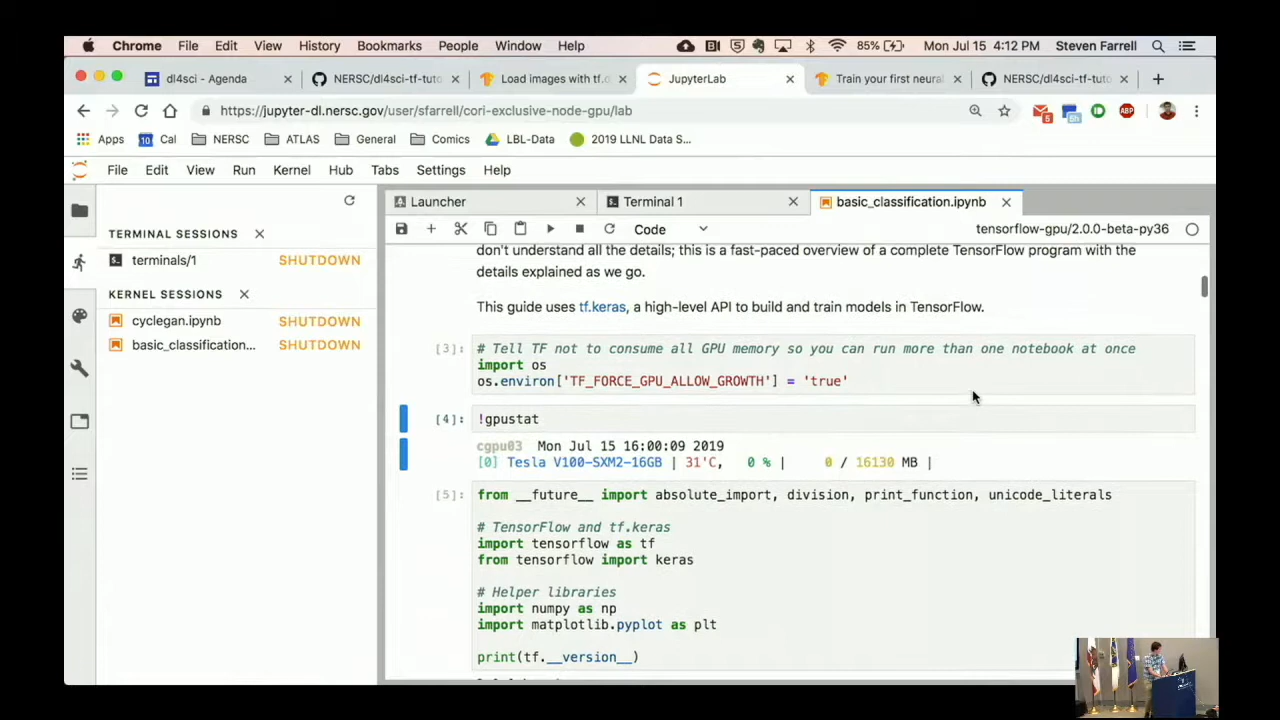 Chrome File Edit View History Bookmarks People Window Help 85% Mon Jul 15 4:12 PM Steven Farrell
dl4sci - Agenda
NERSC/dl4sci-tf-tuto
Load images with tf.d
JupyterLab
Train your first neural
NERSC/dl4sci-tf-tuto
https://jupyter-dl.nersc.gov/user/sfarrell/cori-exclusive-node-gpu/lab
Apps Cal NERSC ATLAS General Comics LBL-Data 2019 LLNL Data S...
File Edit View Run Kernel Hub Tabs Settings Help
Launcher
Terminal 1
basic_classification.ipynb
Code
tensorflow-gpu/2.0.0-beta-py36
TERMINAL SESSIONS
terminals/1 SHUTDOWN
KERNEL SESSIONS
cyclegan.ipynb SHUTDOWN
basic_classification... SHUTDOWN
don't understand all the details; this is a fast-paced overview of a complete TensorFlow program with the
details explained as we go.
This guide uses tf.keras, a high-level API to build and train models in TensorFlow.
[3]: # Tell TF not to consume all GPU memory so you can run more than one notebook at once
import os
os.environ['TF_FORCE_GPU_ALLOW_GROWTH'] = 'true'
[4]: !gpustat
cgpu03 Mon Jul 15 16:00:09 2019
[0] Tesla V100-SXM2-16GB | 31'C, 0 % | 0 / 16130 MB |
[5]: from __future__ import absolute_import, division, print_function, unicode_literals
# TensorFlow and tf.keras
import tensorflow as tf
from tensorflow import keras
# Helper libraries
import numpy as np
import matplotlib.pyplot as plt
print(tf.__version__)